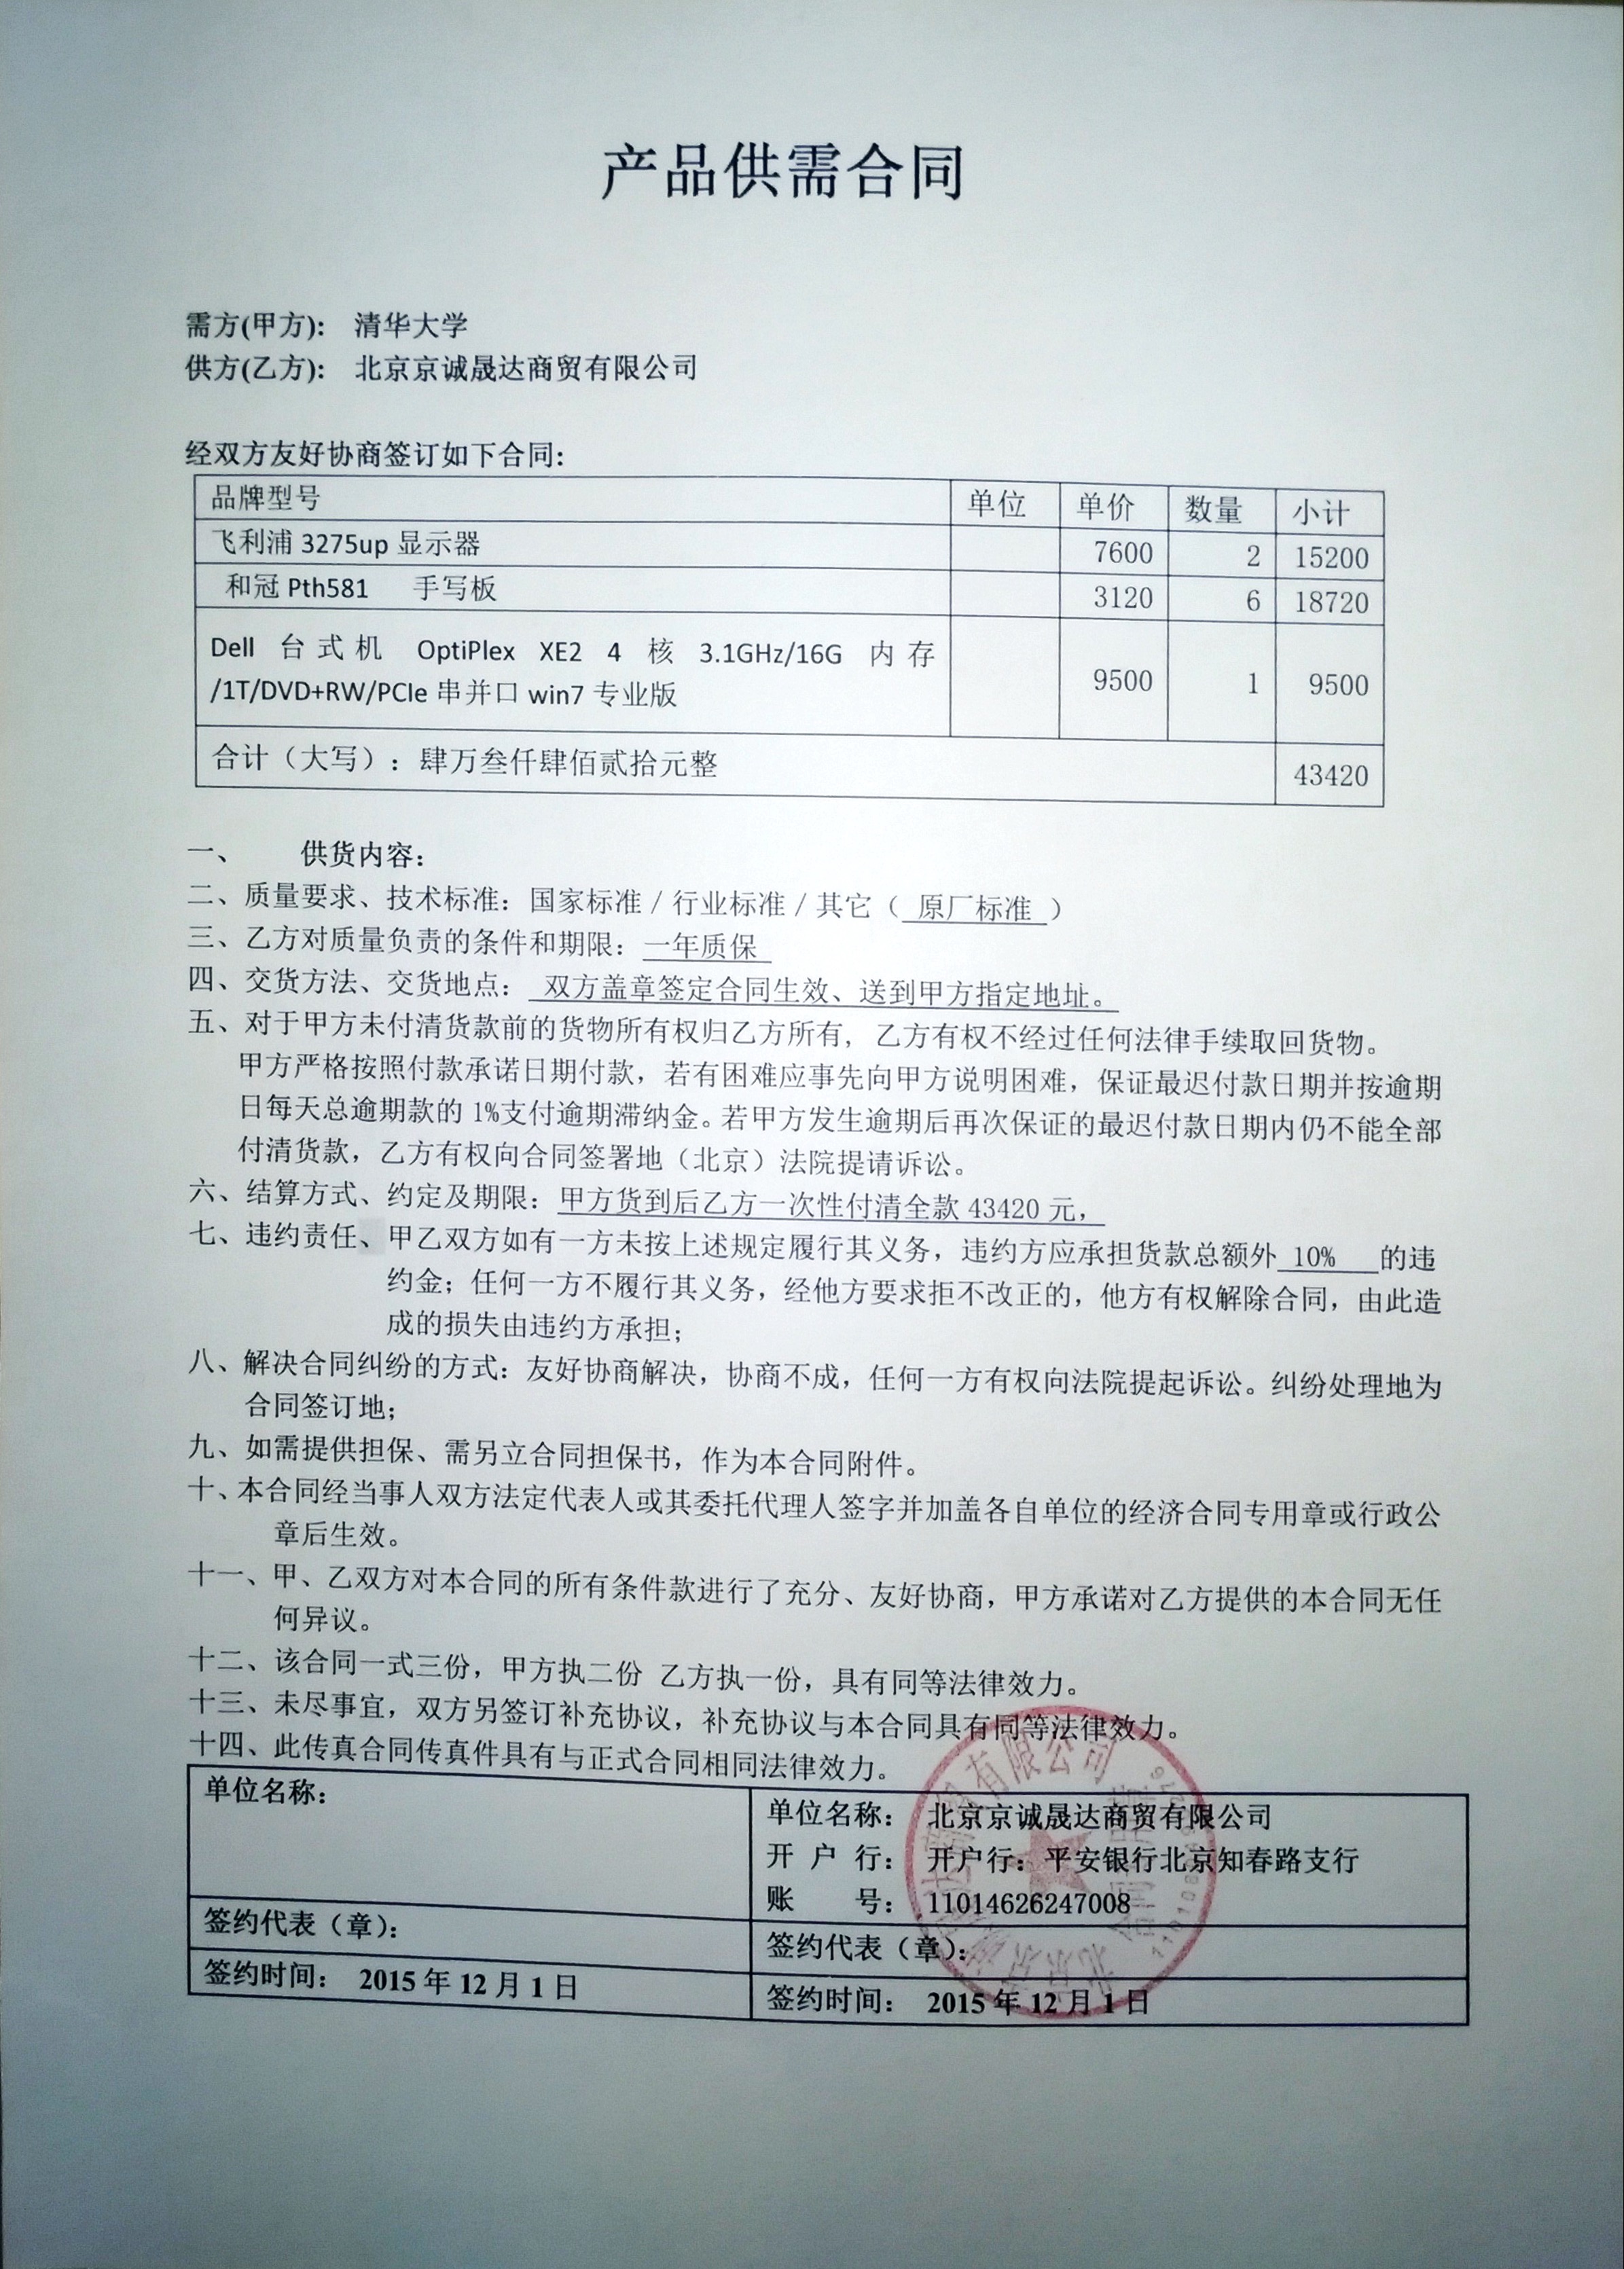 产品供需合同
需方(甲方): 清华大学
供方(乙方): 北京京诚晟达商贸有限公司
经双方友好协商签订如下合同:
品牌型号 单位 单价 数量 小计
飞利浦 3275up 显示器 7600 2 15200
和冠 Pth581 手写板 3120 6 18720
Dell 台式机 OptiPlex XE2 4 核 3.1GHz/16G 内存
/1T/DVD+RW/PCIe 串并口 win7 专业版 9500 1 9500
合计（大写）: 肆万叁仟肆佰贰拾元整 43420
一、 供货内容:
二、质量要求、技术标准: 国家标准/行业标准/其它（ 原厂标准 ）
三、乙方对质量负责的条件和期限: 一年质保
四、交货方法、交货地点: 双方盖章签定合同生效、送到甲方指定地址。
五、对于甲方未付清货款前的货物所有权归乙方所有, 乙方有权不经过任何法律手续取回货物。
甲方严格按照付款承诺日期付款，若有困难应事先向甲方说明困难，保证最迟付款日期并按逾期
日每天总逾期款的 1%支付逾期滞纳金。若甲方发生逾期后再次保证的最迟付款日期内仍不能全部
付清货款，乙方有权向合同签署地（北京）法院提请诉讼。
六、结算方式、约定及期限: 甲方货到后乙方一次性付清全款 43420 元，
七、违约责任、甲乙双方如有一方未按上述规定履行其义务，违约方应承担货款总额外 10% 的违
约金；任何一方不履行其义务，经他方要求拒不改正的，他方有权解除合同，由此造
成的损失由违约方承担；
八、解决合同纠纷的方式: 友好协商解决，协商不成，任何一方有权向法院提起诉讼。纠纷处理地为
合同签订地；
九、如需提供担保、需另立合同担保书，作为本合同附件。
十、本合同经当事人双方法定代表人或其委托代理人签字并加盖各自单位的经济合同专用章或行政公
章后生效。
十一、甲、乙双方对本合同的所有条件款进行了充分、友好协商，甲方承诺对乙方提供的本合同无任
何异议。
十二、该合同一式三份，甲方执二份 乙方执一份，具有同等法律效力。
十三、未尽事宜，双方另签订补充协议，补充协议与本合同具有同等法律效力。
十四、此传真合同传真件具有与正式合同相同法律效力。
单位名称:
签约代表（章）:
签约时间: 2015 年 12 月 1 日
单位名称: 北京京诚晟达商贸有限公司
开 户 行: 开户行: 平安银行北京知春路支行
账 号: 11014626247008
签约代表（章）:
签约时间: 2015 年 12 月 1 日